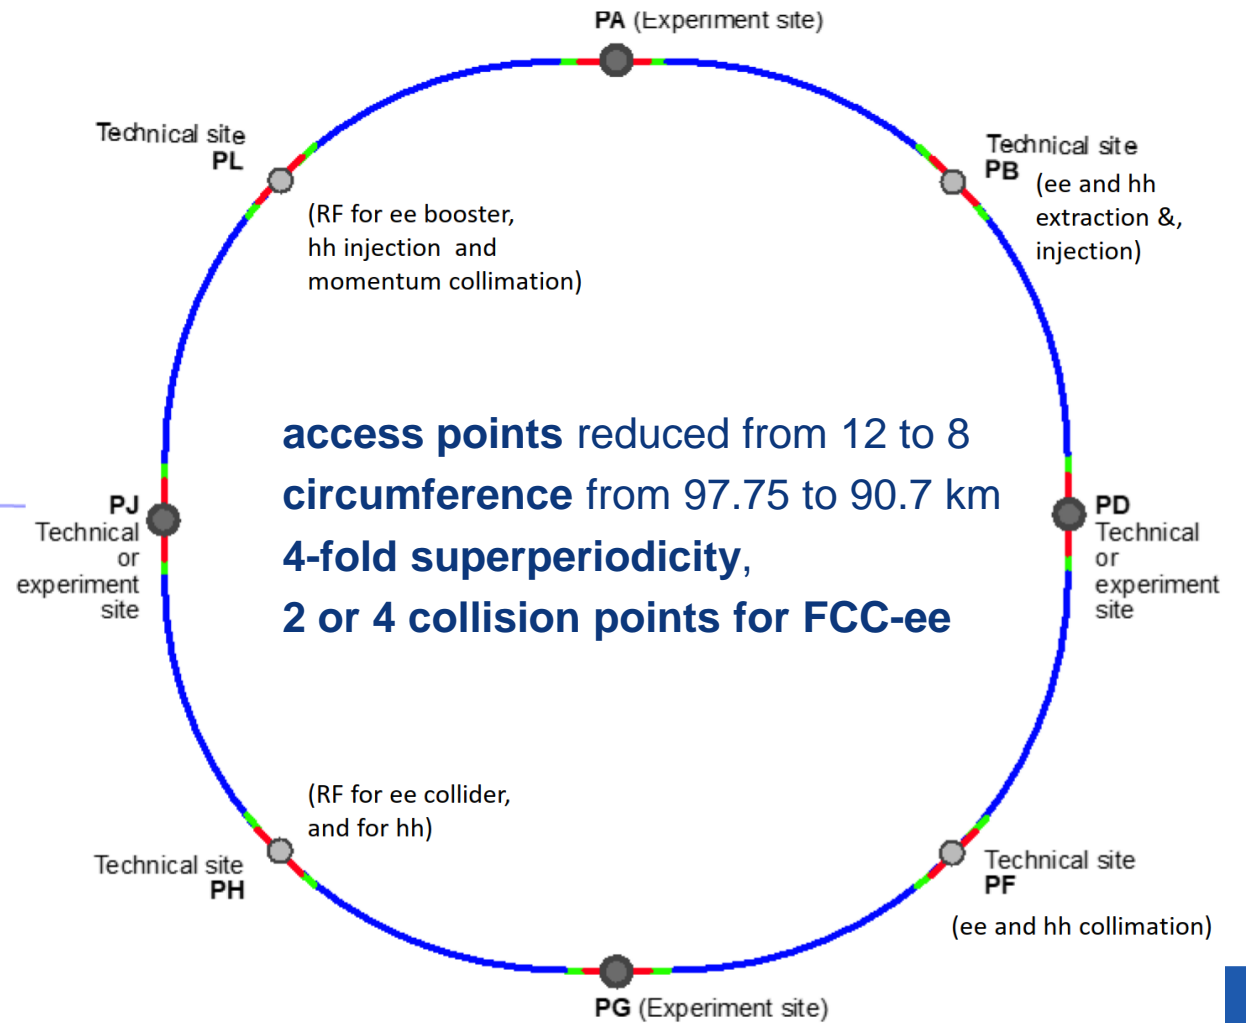 PA (Experiment site)
Technical site
PL
Technical site
PB
(ee and hh
extraction &,
injection)
(RF for ee booster,
hh injection and
momentum collimation)
access points reduced from 12 to 8
circumference from 97.75 to 90.7 km
4-fold superperiodicity,
2 or 4 collision points for FCC-ee
PJ
Technical
or
experiment
site
PD
Technical
or
experiment
site
(RF for ee collider,
and for hh)
Technical site
PH
Technical site
PF
(ee and hh collimation)
PG (Experiment site)